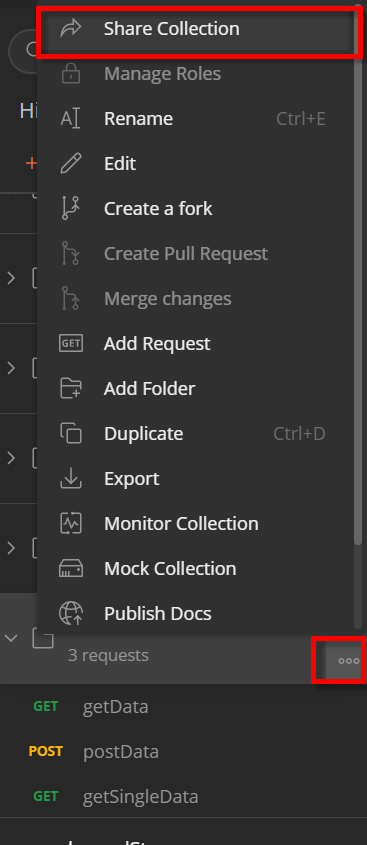 Share Collection
Manage Roles
Hi
Rename Ctrl+E
+
Edit
Create a fork
Create Pull Request
Merge changes
GET Add Request
Add Folder
Duplicate Ctrl+D
Export
Monitor Collection
Mock Collection
Publish Docs
3 requests
GET getData
POST postData
GET getSingleData